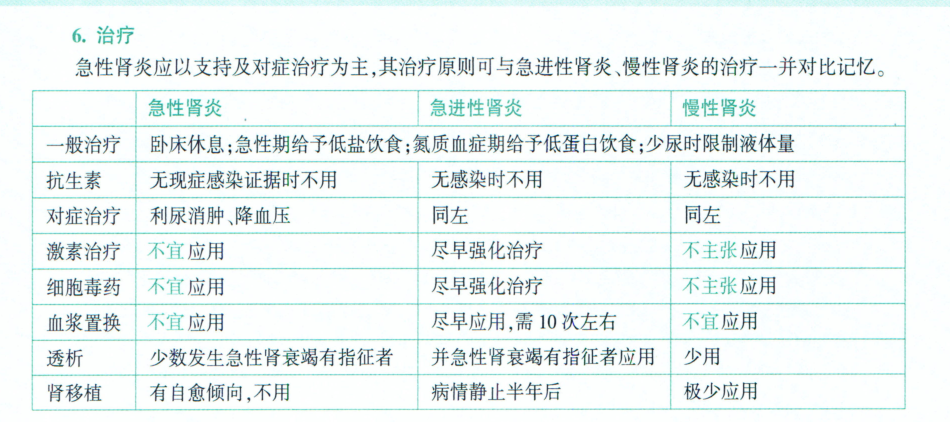 6. 治疗
急性肾炎应以支持及对症治疗为主,其治疗原则可与急进性肾炎、慢性肾炎的治疗一并对比记忆。
急性肾炎 急进性肾炎 慢性肾炎
一般治疗 卧床休息;急性期给予低盐饮食;氮质血症期给予低蛋白饮食;少尿时限制液体量
抗生素 无现症感染证据时不用 无感染时不用 无感染时不用
对症治疗 利尿消肿、降血压 同左 同左
激素治疗 不宜应用 尽早强化治疗 不主张应用
细胞毒药 不宜应用 尽早强化治疗 不主张应用
血浆置换 不宜应用 尽早应用,需 10 次左右 不宜应用
透析 少数发生急性肾衰竭有指征者 并急性肾衰竭有指征者应用 少用
肾移植 有自愈倾向,不用 病情静止半年后 极少应用